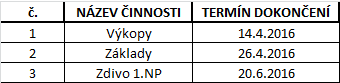 č. NÁZEV ČINNOSTI TERMÍN DOKONČENÍ
1 Výkopy 14.4.2016
2 Základy 26.4.2016
3 Zdivo 1.NP 20.6.2016